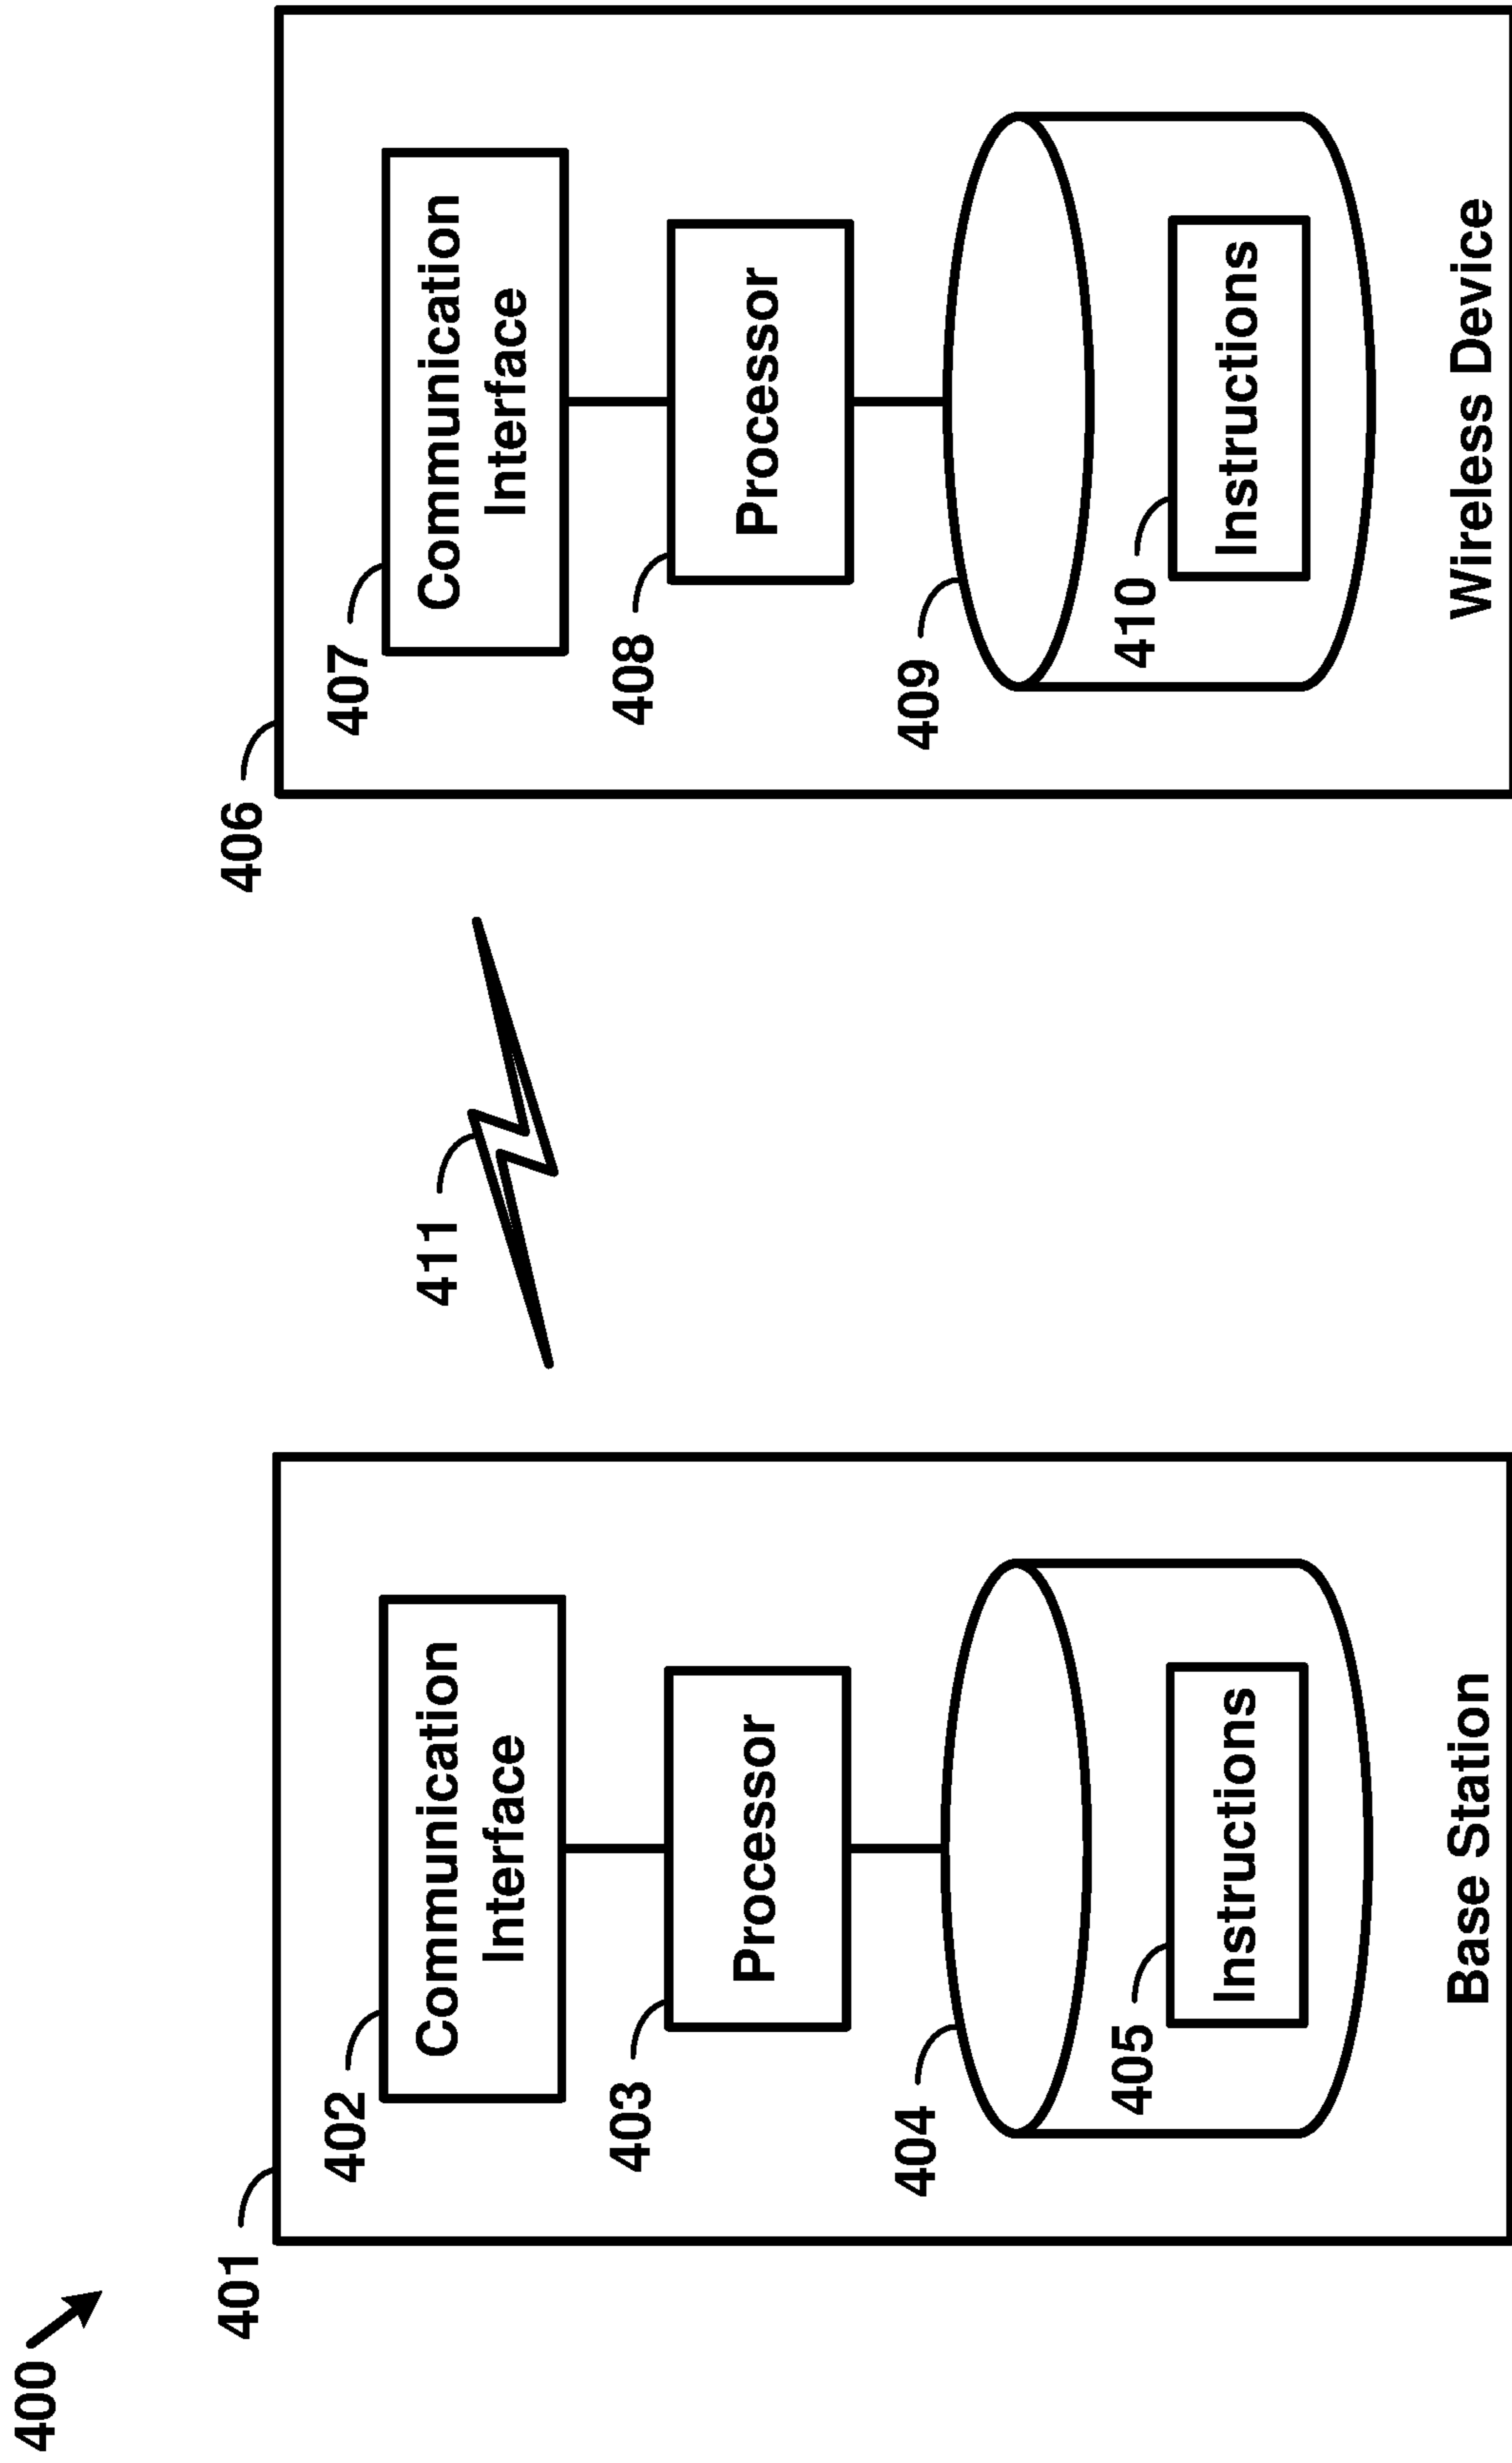 400
401
402
Communication
Interface
403
Processor
404
405
Instructions
Base Station
411
406
407
Communication
Interface
408
Processor
409
410
Instructions
Wireless Device